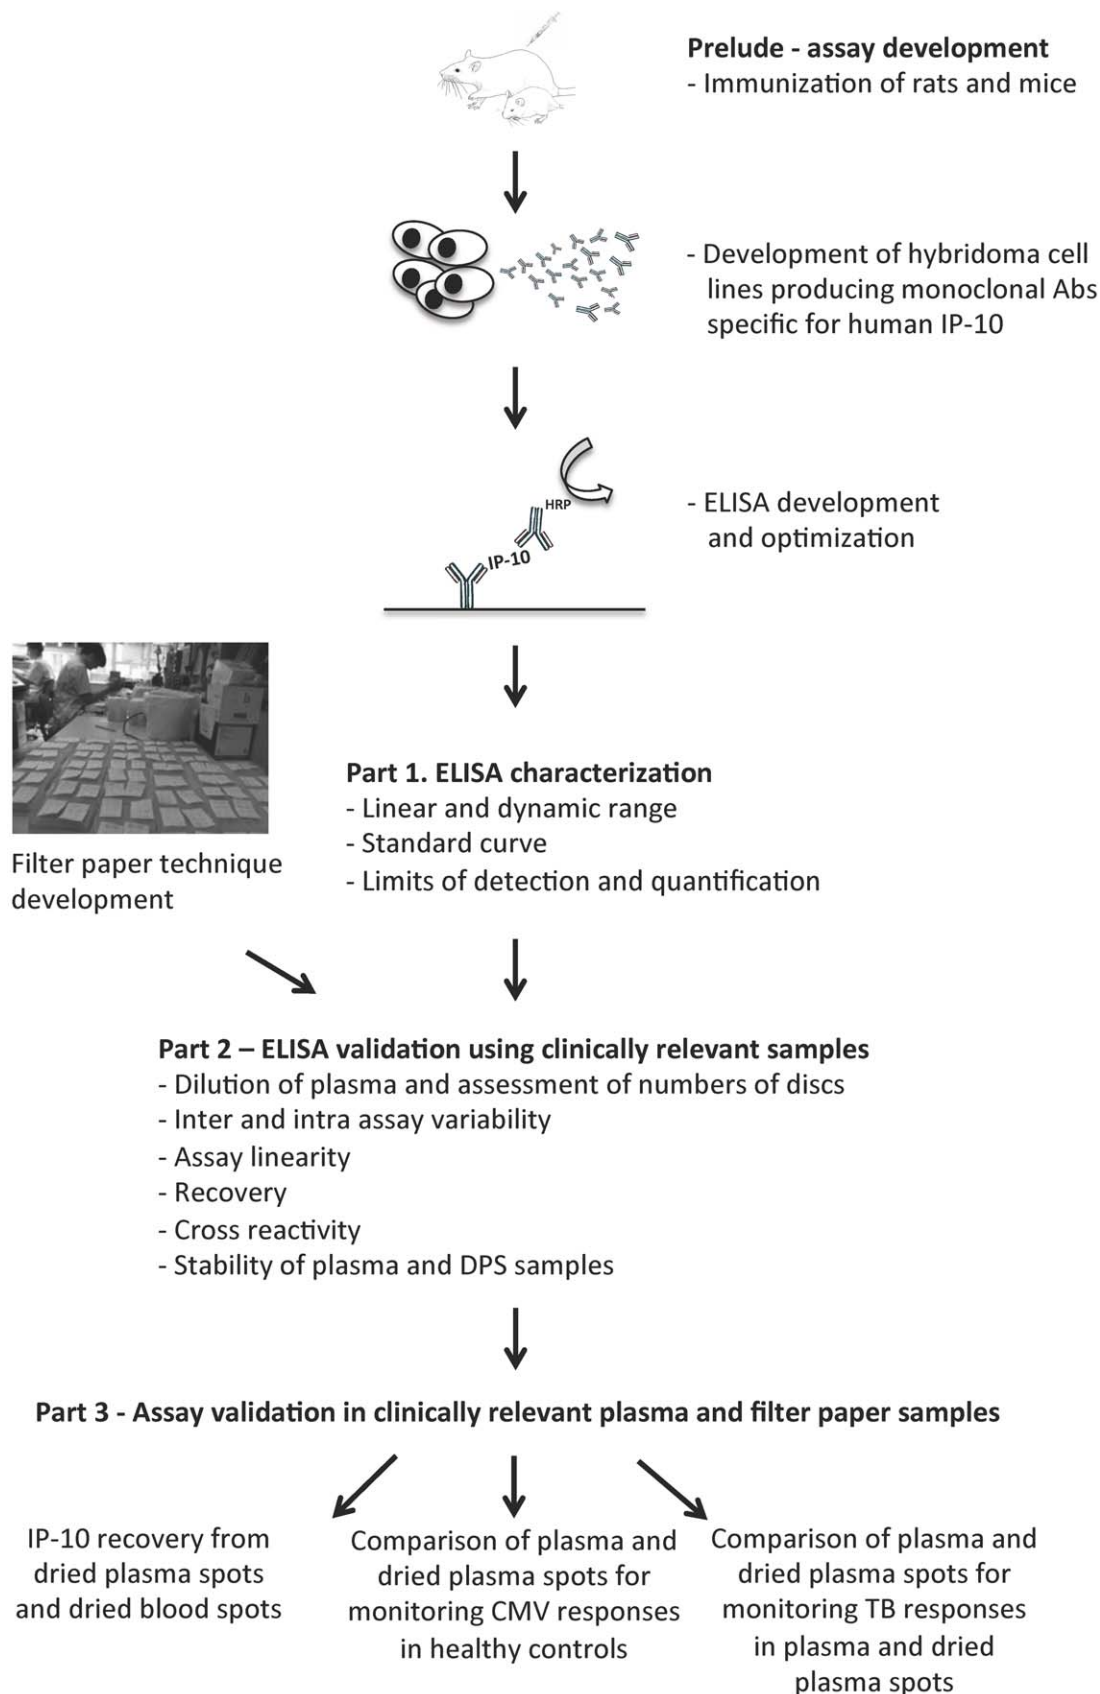 Prelude - assay development
- Immunization of rats and mice
- Development of hybridoma cell
lines producing monoclonal Abs
specific for human IP-10
HRP
IP-10
- ELISA development
and optimization
Filter paper technique
development
Part 1. ELISA characterization
- Linear and dynamic range
- Standard curve
- Limits of detection and quantification
Part 2 – ELISA validation using clinically relevant samples
- Dilution of plasma and assessment of numbers of discs
- Inter and intra assay variability
- Assay linearity
- Recovery
- Cross reactivity
- Stability of plasma and DPS samples
Part 3 - Assay validation in clinically relevant plasma and filter paper samples
IP-10 recovery from
dried plasma spots
and dried blood spots
Comparison of plasma and
dried plasma spots for
monitoring CMV responses
in healthy controls
Comparison of plasma and
dried plasma spots for
monitoring TB responses
in plasma and dried
plasma spots